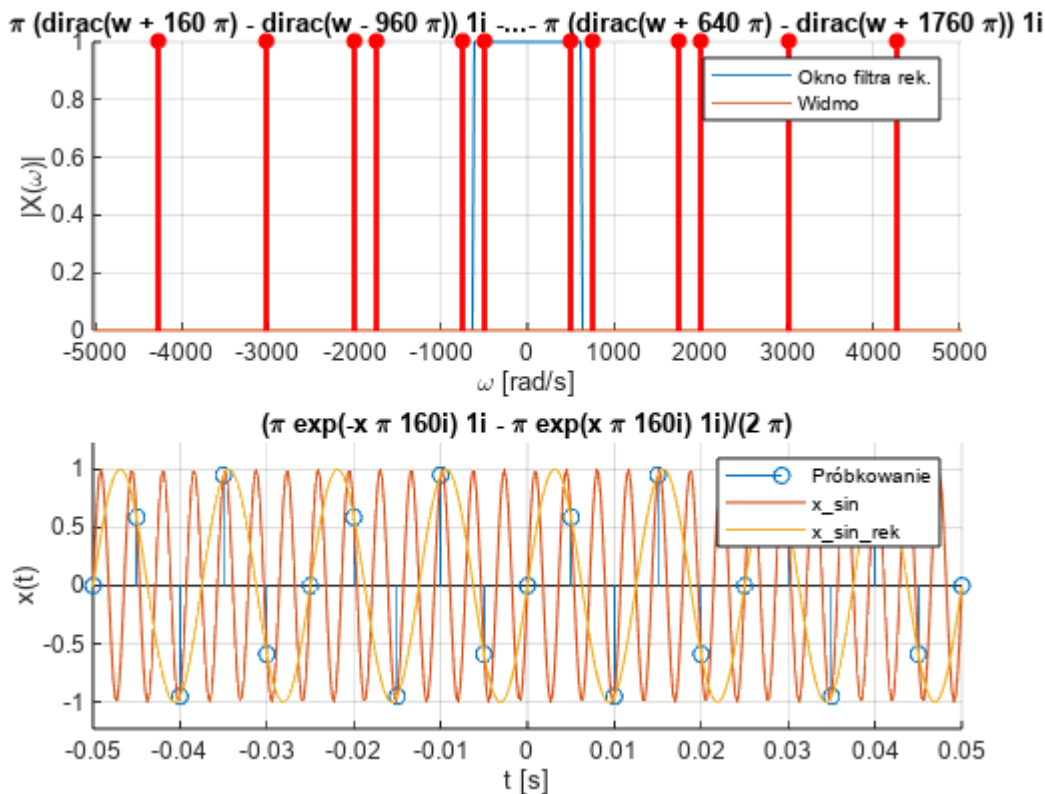 π (dirac(w + 160 π) - dirac(w - 960 π)) 1i -...- π (dirac(w + 640 π) - dirac(w + 1760 π)) 1i
1
0.8
0.6
0.4
0.2
0
|X(ω)|
Okno filtra rek.
Widmo
-5000 -4000 -3000 -2000 -1000 0 1000 2000 3000 4000 5000
ω [rad/s]
(π exp(-x π 160i) 1i - π exp(x π 160i) 1i)/(2 π)
1
0.5
0
-0.5
-1
x(t)
Próbkowanie
x_sin
x_sin_rek
-0.05 -0.04 -0.03 -0.02 -0.01 0 0.01 0.02 0.03 0.04 0.05
t [s]